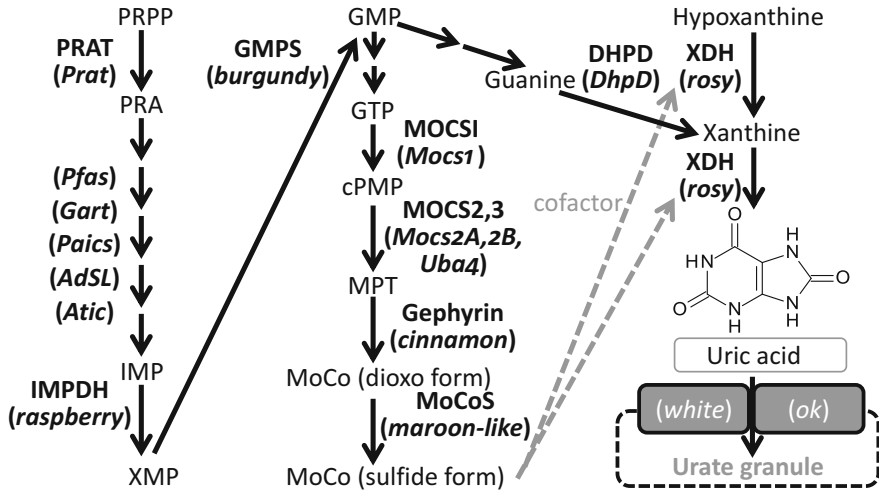 PRPP
PRAT
(Prat)
PRA
(Pfas)
(Gart)
(Paics)
(AdSL)
(Atic)
IMP
IMPDH
(raspberry)
XMP
GMPS
(burgundy)
GMP
GTP
MOCSI
(Mocs1)
cPMP
MOCS2,3
(Mocs2A,2B,
Uba4)
MPT
Gephyrin
(cinnamon)
MoCo (dioxo form)
MoCoS
(maroon-like)
MoCo (sulfide form)
Guanine
DHPD
(DhpD)
cofactor
Hypoxanthine
XDH
(rosy)
Xanthine
XDH
(rosy)
O
H
N
HN
O
O
N
H
N
H
Uric acid
(white)
(ok)
Urate granule